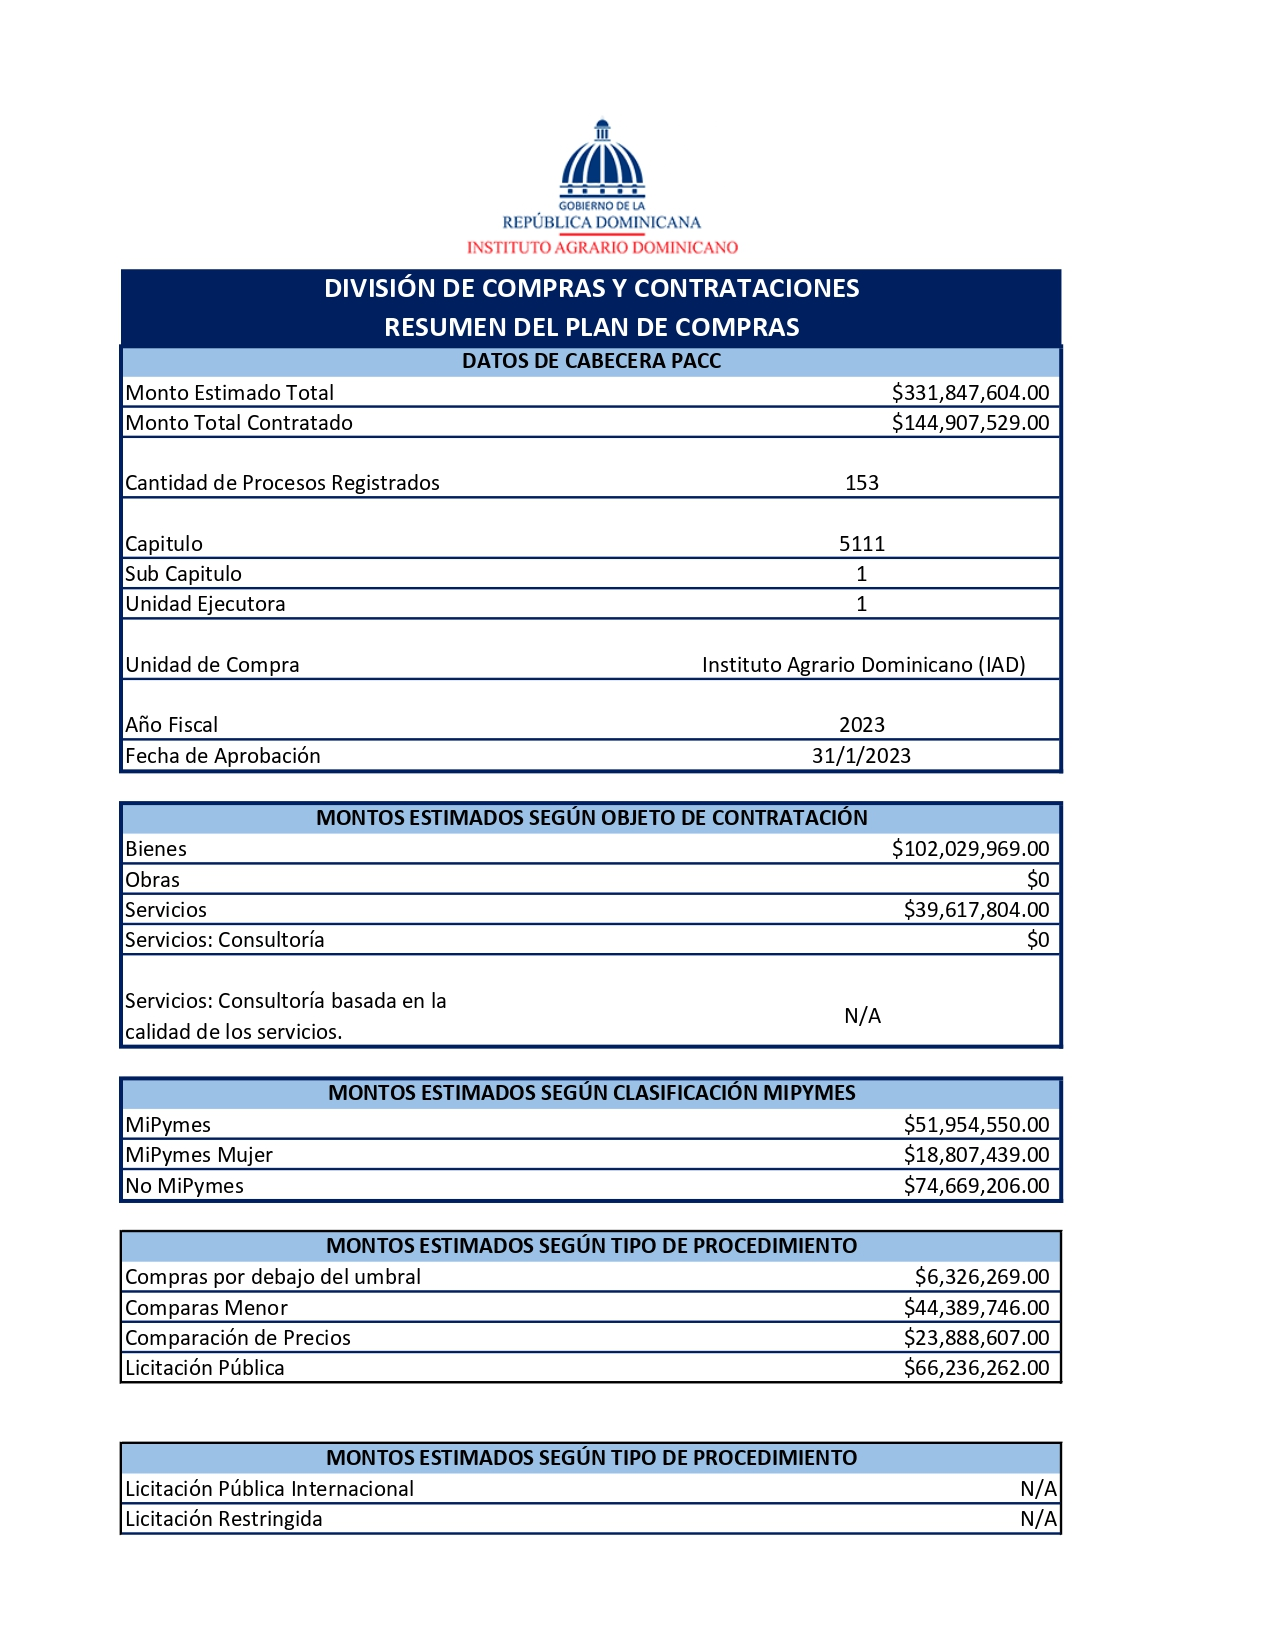 GOBIERNO DE LA
REPÚBLICA DOMINICANA
INSTITUTO AGRARIO DOMINICANO
DIVISIÓN DE COMPRAS Y CONTRATACIONES
RESUMEN DEL PLAN DE COMPRAS
DATOS DE CABECERA PACC
Monto Estimado Total $331,847,604.00
Monto Total Contratado $144,907,529.00
Cantidad de Procesos Registrados 153
Capitulo 5111
Sub Capitulo 1
Unidad Ejecutora 1
Unidad de Compra Instituto Agrario Dominicano (IAD)
Año Fiscal 2023
Fecha de Aprobación 31/1/2023
MONTOS ESTIMADOS SEGÚN OBJETO DE CONTRATACIÓN
Bienes $102,029,969.00
Obras $0
Servicios $39,617,804.00
Servicios: Consultoría $0
Servicios: Consultoría basada en la
calidad de los servicios. N/A
MONTOS ESTIMADOS SEGÚN CLASIFICACIÓN MIPYMES
MiPymes $51,954,550.00
MiPymes Mujer $18,807,439.00
No MiPymes $74,669,206.00
MONTOS ESTIMADOS SEGÚN TIPO DE PROCEDIMIENTO
Compras por debajo del umbral $6,326,269.00
Comparas Menor $44,389,746.00
Comparación de Precios $23,888,607.00
Licitación Pública $66,236,262.00
MONTOS ESTIMADOS SEGÚN TIPO DE PROCEDIMIENTO
Licitación Pública Internacional N/A
Licitación Restringida N/A